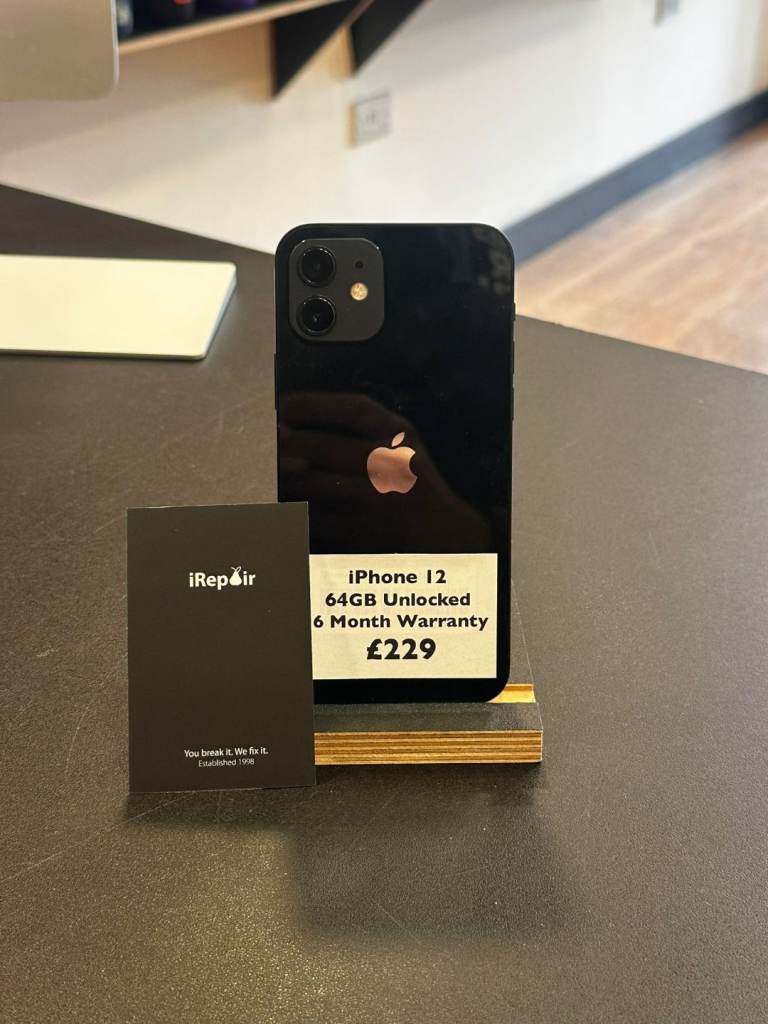 iPhone 12
64GB Unlocked
6 Month Warranty
£229
iRepair
You break it. We fix it.
Established 1998